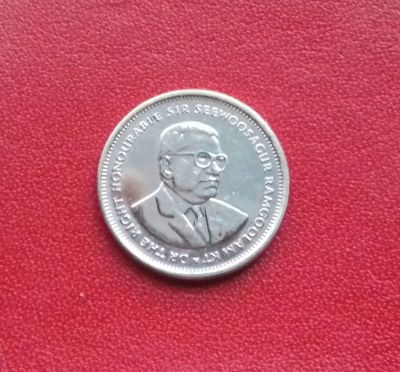 DR THE RIGHT HONOURABLE SIR SEEWOOSAGUR RAMGOOLAM KT